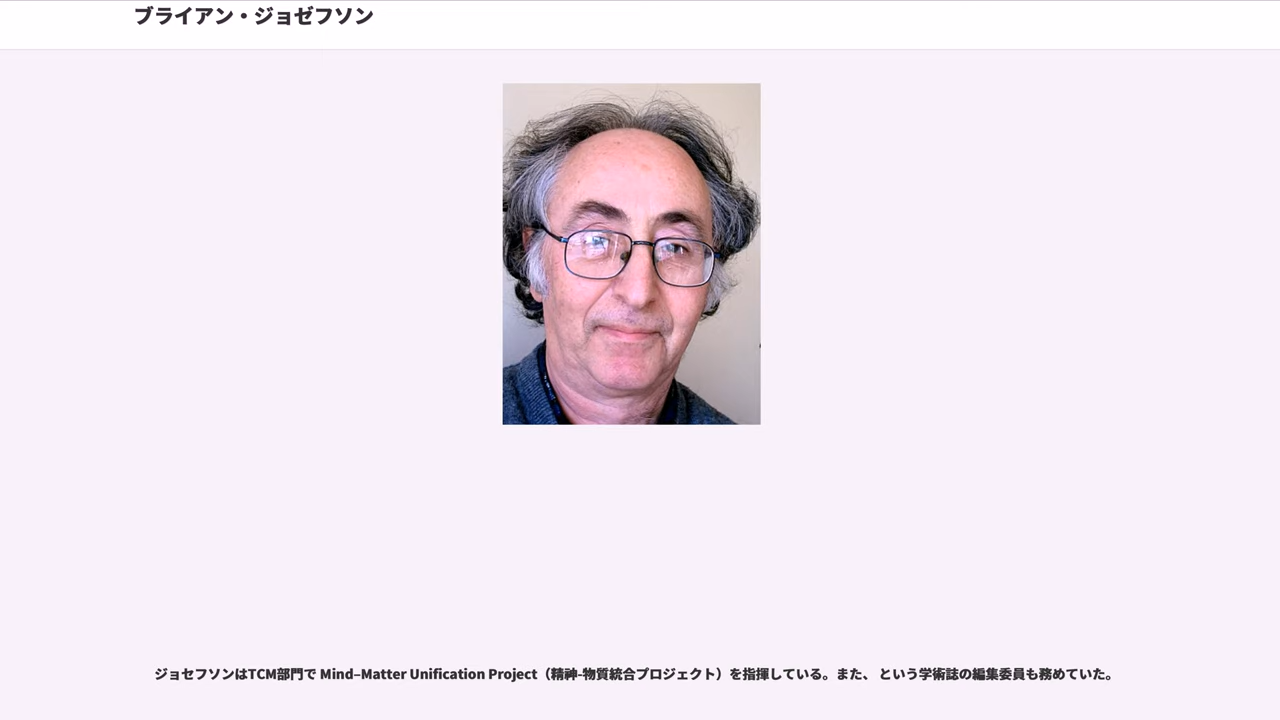 ブライアン・ジョゼフソン
ジョセフソンはTCM部門で Mind–Matter Unification Project（精神-物質統合プロジェクト）を指揮している。また、 という学術誌の編集委員も務めていた。